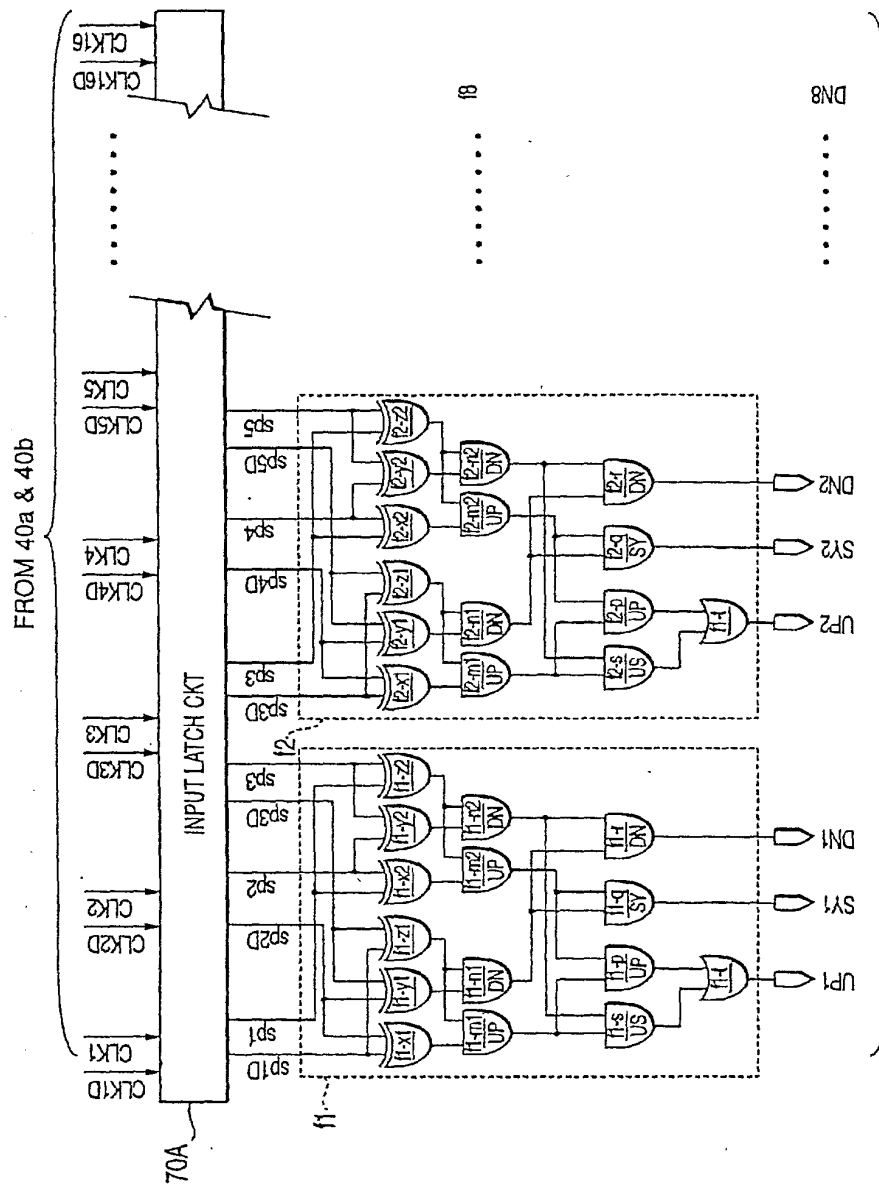 FROM 40a & 40b
CLK1D
CLK1
CLK2D
CLK2
CLK3D
CLK3
CLK4D
CLK4
CLK5D
CLK5
CLK16D
CLK16
70A
INPUT LATCH CKT
sp1D
sp1
sp2D
sp2
sp3D
sp3
sp3D
sp3
sp4D
sp4
sp5D
sp5
f1
f2
f8
f1-x1
f1-y1
f1-z1
f1-x2
f1-y2
f1-z2
f2-x1
f2-y1
f2-z1
f2-x2
f2-y2
f2-z2
f1-m1 UP
f1-n1 DN
f1-m2 UP
f1-n2 DN
f2-m1 UP
f2-n1 DN
f2-m2 UP
f2-n2 DN
f1-s US
f1-p UP
f1-q SY
f1-r DN
f2-s US
f2-p UP
f2-q SY
f2-r DN
f1-t
f1-t
UP1
SY1
DN1
UP2
SY2
DN2
DN8